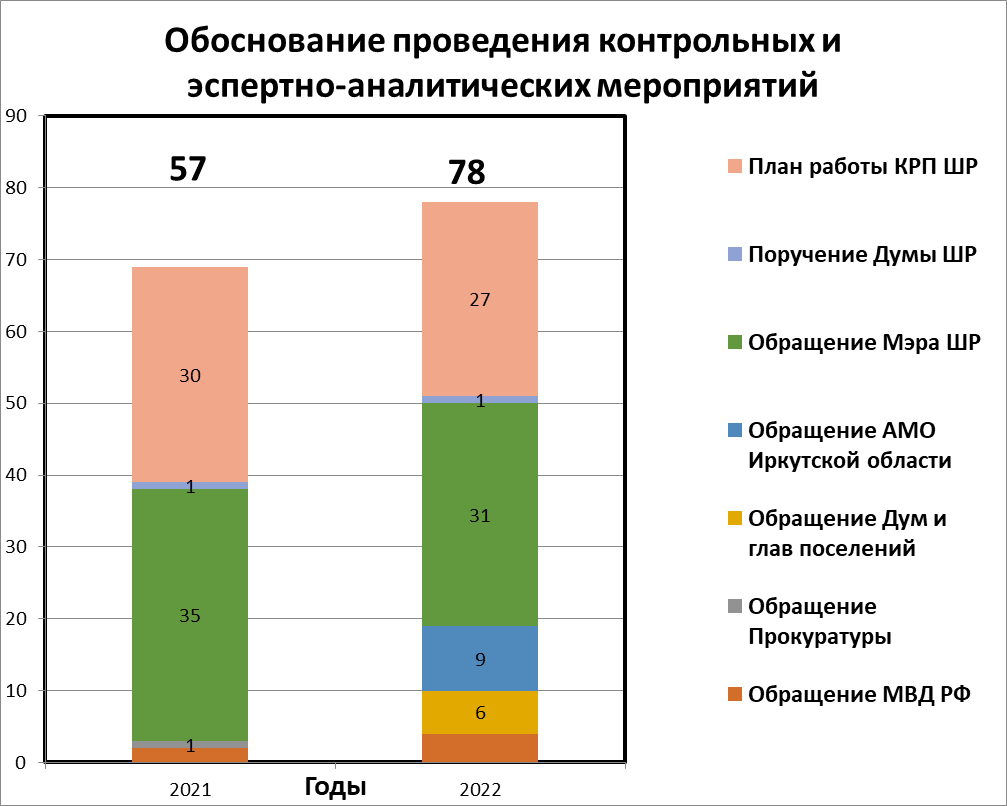 Обоснование проведения контрольных и
эспертно-аналитических мероприятий
90
80
70
60
50
40
30
20
10
0
57
30
1
35
1
78
27
1
31
9
6
2021
Годы
2022
План работы КРП ШР
Поручение Думы ШР
Обращение Мэра ШР
Обращение АМО
Иркутской области
Обращение Дум и
глав поселений
Обращение
Прокуратуры
Обращение МВД РФ